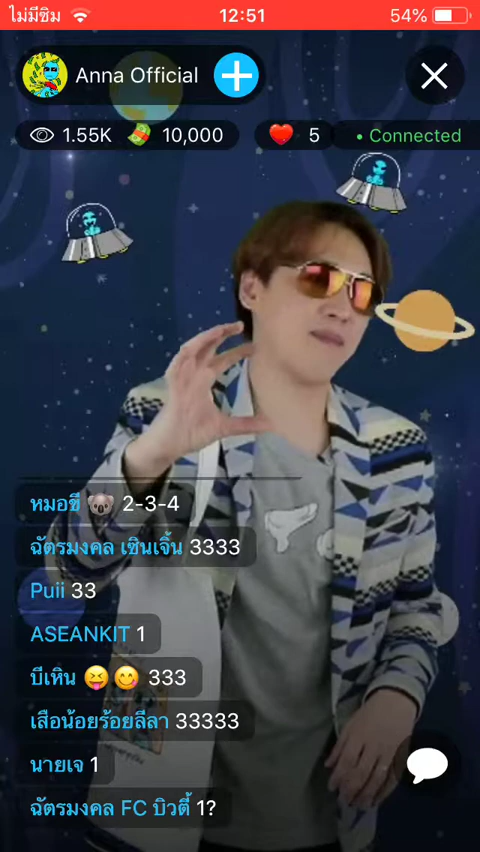 ไม่มีซิม 12:51 54%
Anna Official
1.55K 10,000 5 • Connected
หมอขี 🐨 2-3-4
ฉัตรมงคล เซินเจิ้น 3333
Puii 33
ASEANKIT 1
บีเหิน 😝😋 333
เสือน้อยร้อยลีลา 33333
นายเจ 1
ฉัตรมงคล FC บิวตี้ 1?